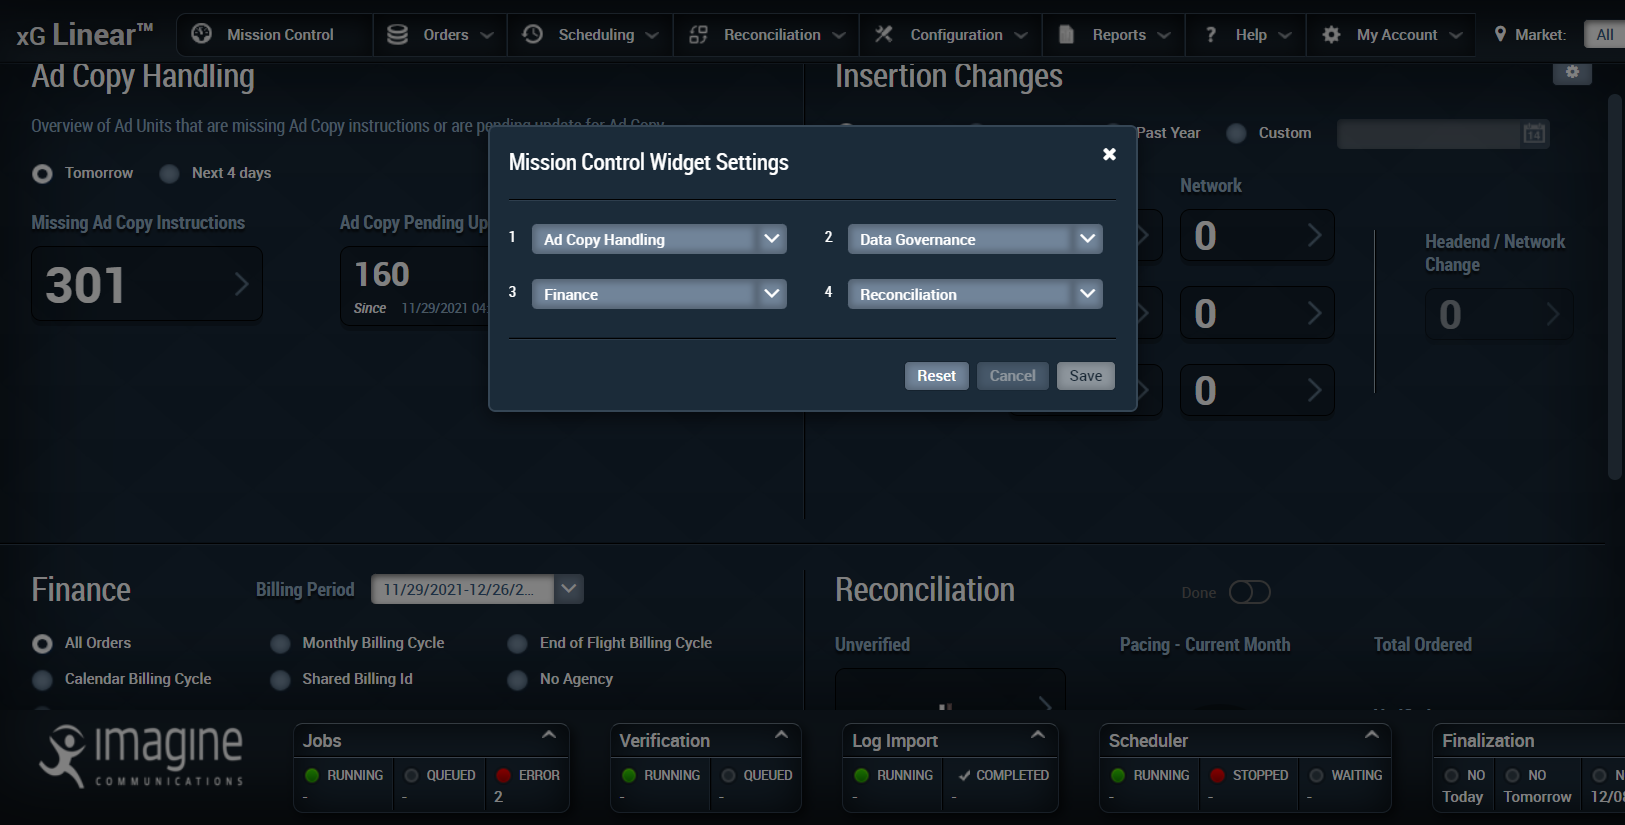 xG Linear™
Mission Control
Orders
Scheduling
Reconciliation
Configuration
Reports
? Help
My Account
Market:
All
Ad Copy Handling
Insertion Changes
Overview of Ad Units that are missing Ad Copy instructions or are pending update for Ad Copy
Past Year
Custom
14
Tomorrow
Next 4 days
Network
Missing Ad Copy Instructions
Ad Copy Pending Up
301
160
Since 11/29/2021 04:
0
0
0
Headend / Network
Change
0
Mission Control Widget Settings
1 Ad Copy Handling
2 Data Governance
3 Finance
4 Reconciliation
Reset
Cancel
Save
Finance
Billing Period
11/29/2021-12/26/2...
All Orders
Monthly Billing Cycle
End of Flight Billing Cycle
Calendar Billing Cycle
Shared Billing Id
No Agency
Reconciliation
Done
Unverified
Pacing - Current Month
Total Ordered
imagine
COMMUNICATIONS
Jobs
RUNNING
-
QUEUED
-
ERROR
2
Verification
RUNNING
-
QUEUED
-
Log Import
RUNNING
-
COMPLETED
-
Scheduler
RUNNING
-
STOPPED
-
WAITING
-
Finalization
NO
Today
NO
Tomorrow
N
12/08